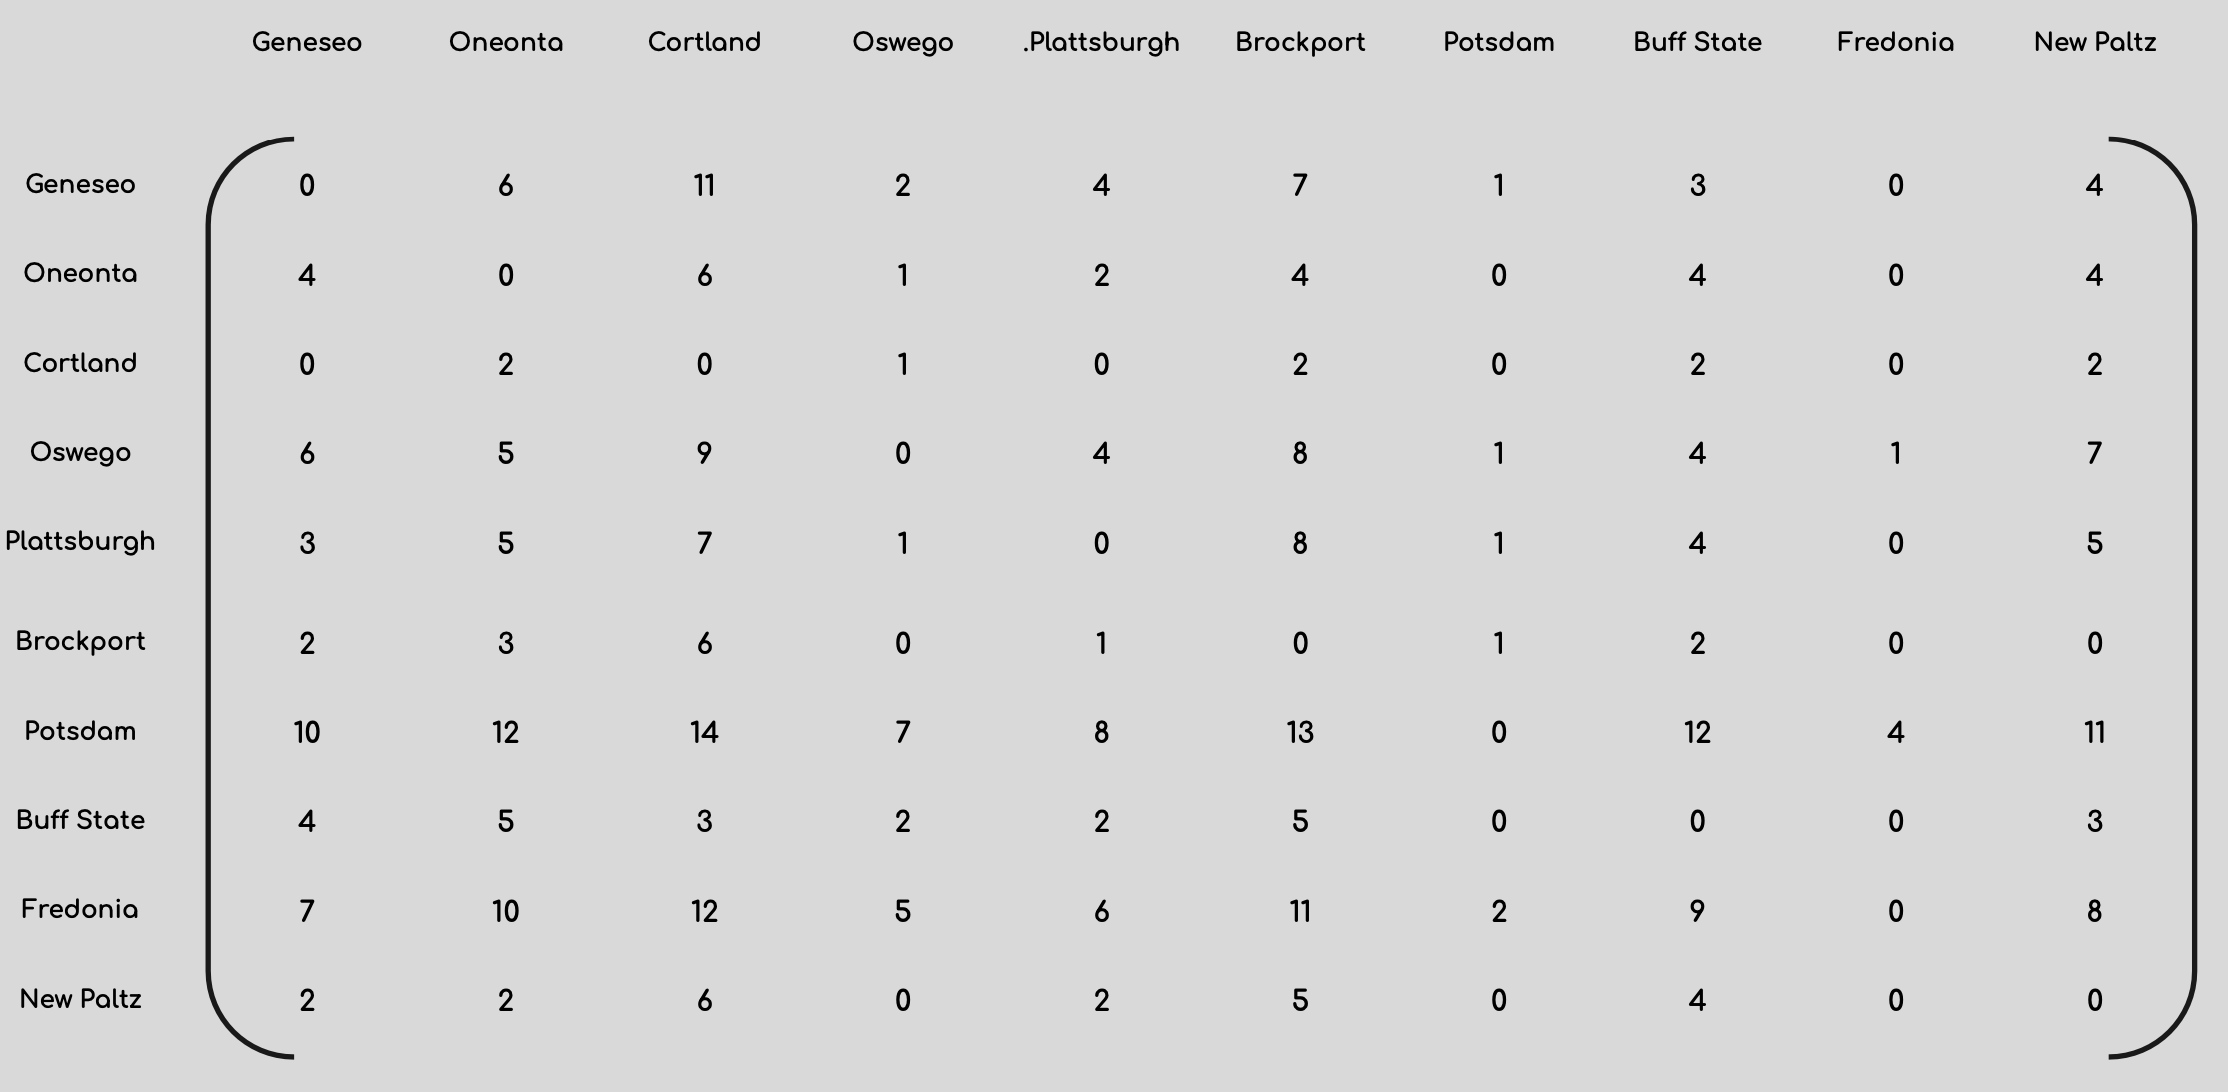 Geneseo Oneonta Cortland Oswego .Plattsburgh Brockport Potsdam Buff State Fredonia New Paltz
Geneseo 0 6 11 2 4 7 1 3 0 4
Oneonta 4 0 6 1 2 4 0 4 0 4
Cortland 0 2 0 1 0 2 0 2 0 2
Oswego 6 5 9 0 4 8 1 4 1 7
Plattsburgh 3 5 7 1 0 8 1 4 0 5
Brockport 2 3 6 0 1 0 1 2 0 0
Potsdam 10 12 14 7 8 13 0 12 4 11
Buff State 4 5 3 2 2 5 0 0 0 3
Fredonia 7 10 12 5 6 11 2 9 0 8
New Paltz 2 2 6 0 2 5 0 4 0 0